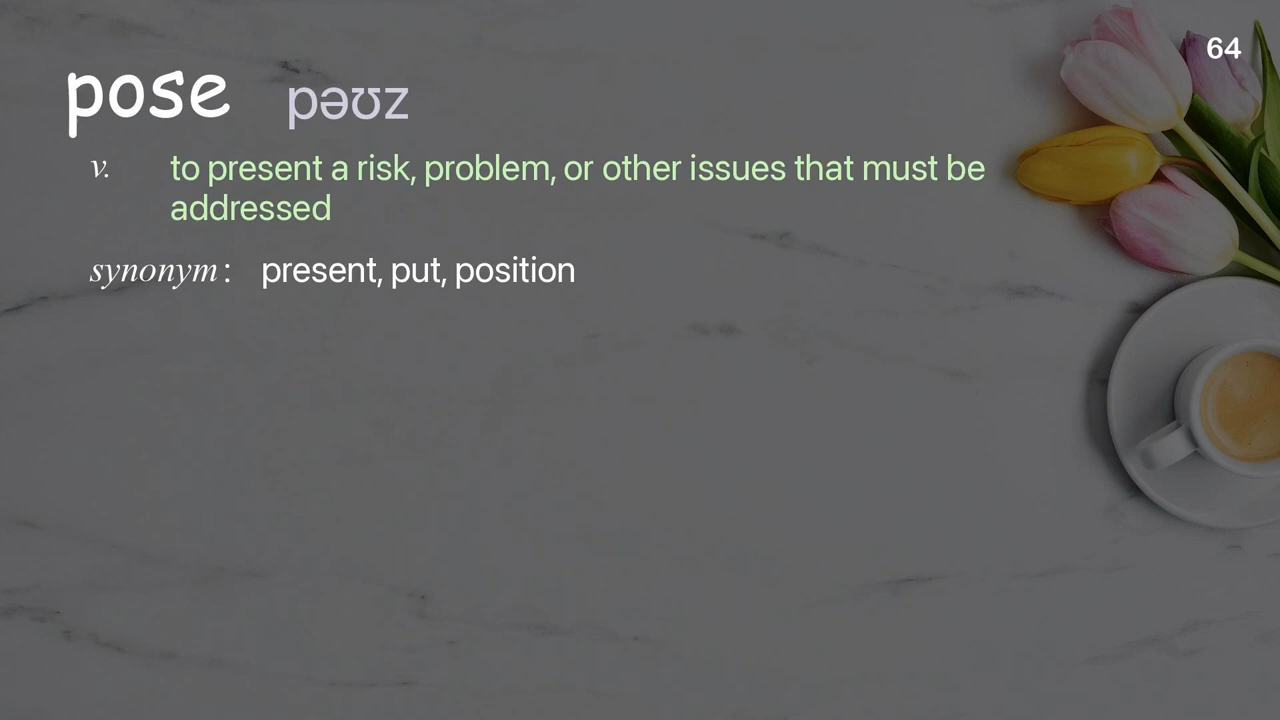 64
pose pəʊz
v. to present a risk, problem, or other issues that must be
addressed
synonym : present, put, position